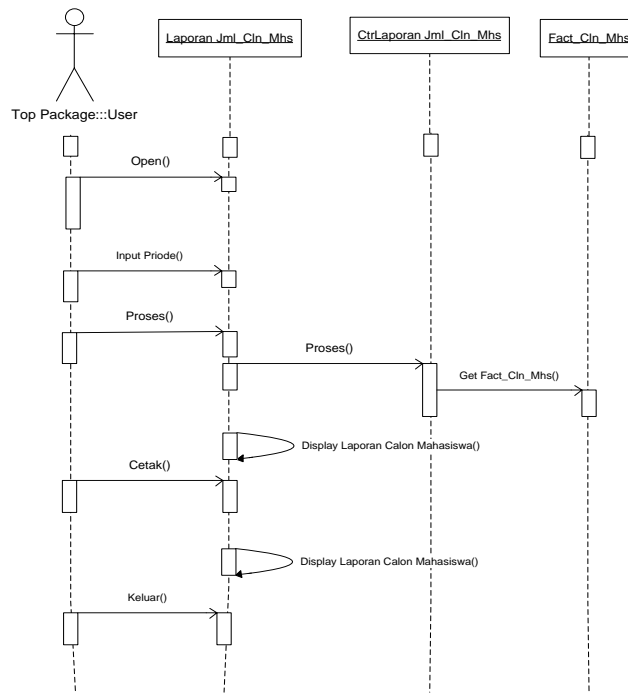 Laporan Jml_Cln_Mhs
CtrLaporan Jml_Cln_Mhs
Fact_Cln_Mhs
Top Package:::User
Open()
Input Priode()
Proses()
Proses()
Get Fact_Cln_Mhs()
Display Laporan Calon Mahasiswa()
Cetak()
Display Laporan Calon Mahasiswa()
Keluar()